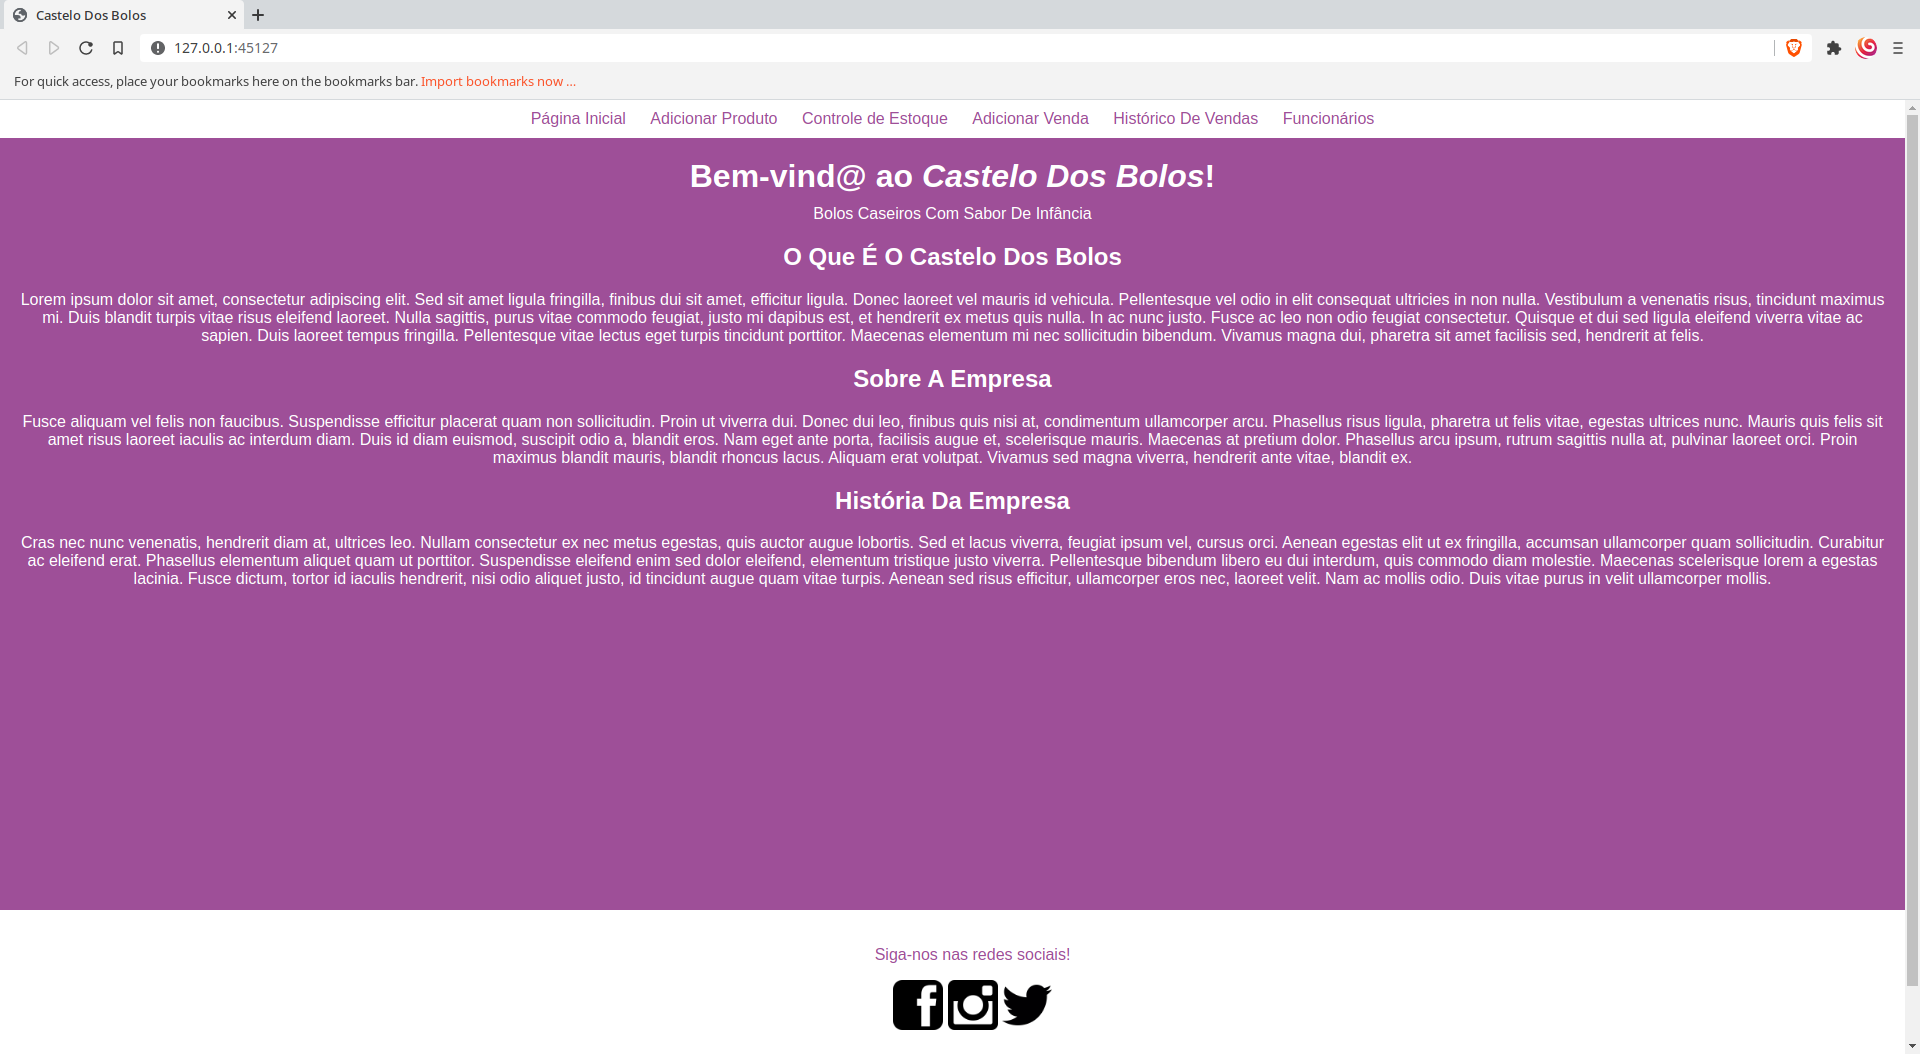 Castelo Dos Bolos
127.0.0.1:45127
For quick access, place your bookmarks here on the bookmarks bar. Import bookmarks now ...
Página Inicial Adicionar Produto Controle de Estoque Adicionar Venda Histórico De Vendas Funcionários
Bem-vind@ ao Castelo Dos Bolos!
Bolos Caseiros Com Sabor De Infância
O Que É O Castelo Dos Bolos
Lorem ipsum dolor sit amet, consectetur adipiscing elit. Sed sit amet ligula fringilla, finibus dui sit amet, efficitur ligula. Donec laoreet vel mauris id vehicula. Pellentesque vel odio in elit consequat ultricies in non nulla. Vestibulum a venenatis risus, tincidunt maximus
mi. Duis blandit turpis vitae risus eleifend laoreet. Nulla sagittis, purus vitae commodo feugiat, justo mi dapibus est, et hendrerit ex metus quis nulla. In ac nunc justo. Fusce ac leo non odio feugiat consectetur. Quisque et dui sed ligula eleifend viverra vitae ac
sapien. Duis laoreet tempus fringilla. Pellentesque vitae lectus eget turpis tincidunt porttitor. Maecenas elementum mi nec sollicitudin bibendum. Vivamus magna dui, pharetra sit amet facilisis sed, hendrerit at felis.
Sobre A Empresa
Fusce aliquam vel felis non faucibus. Suspendisse efficitur placerat quam non sollicitudin. Proin ut viverra dui. Donec dui leo, finibus quis nisi at, condimentum ullamcorper arcu. Phasellus risus ligula, pharetra ut felis vitae, egestas ultrices nunc. Mauris quis felis sit
amet risus laoreet iaculis ac interdum diam. Duis id diam euismod, suscipit odio a, blandit eros. Nam eget ante porta, facilisis augue et, scelerisque mauris. Maecenas at pretium dolor. Phasellus arcu ipsum, rutrum sagittis nulla at, pulvinar laoreet orci. Proin
maximus blandit mauris, blandit rhoncus lacus. Aliquam erat volutpat. Vivamus sed magna viverra, hendrerit ante vitae, blandit ex.
História Da Empresa
Cras nec nunc venenatis, hendrerit diam at, ultrices leo. Nullam consectetur ex nec metus egestas, quis auctor augue lobortis. Sed et lacus viverra, feugiat ipsum vel, cursus orci. Aenean egestas elit ut ex fringilla, accumsan ullamcorper quam sollicitudin. Curabitur
ac eleifend erat. Phasellus elementum aliquet quam ut porttitor. Suspendisse eleifend enim sed dolor eleifend, elementum tristique justo viverra. Pellentesque bibendum libero eu dui interdum, quis commodo diam molestie. Maecenas scelerisque lorem a egestas
lacinia. Fusce dictum, tortor id iaculis hendrerit, nisi odio aliquet justo, id tincidunt augue quam vitae turpis. Aenean sed risus efficitur, ullamcorper eros nec, laoreet velit. Nam ac mollis odio. Duis vitae purus in velit ullamcorper mollis.
Siga-nos nas redes sociais!